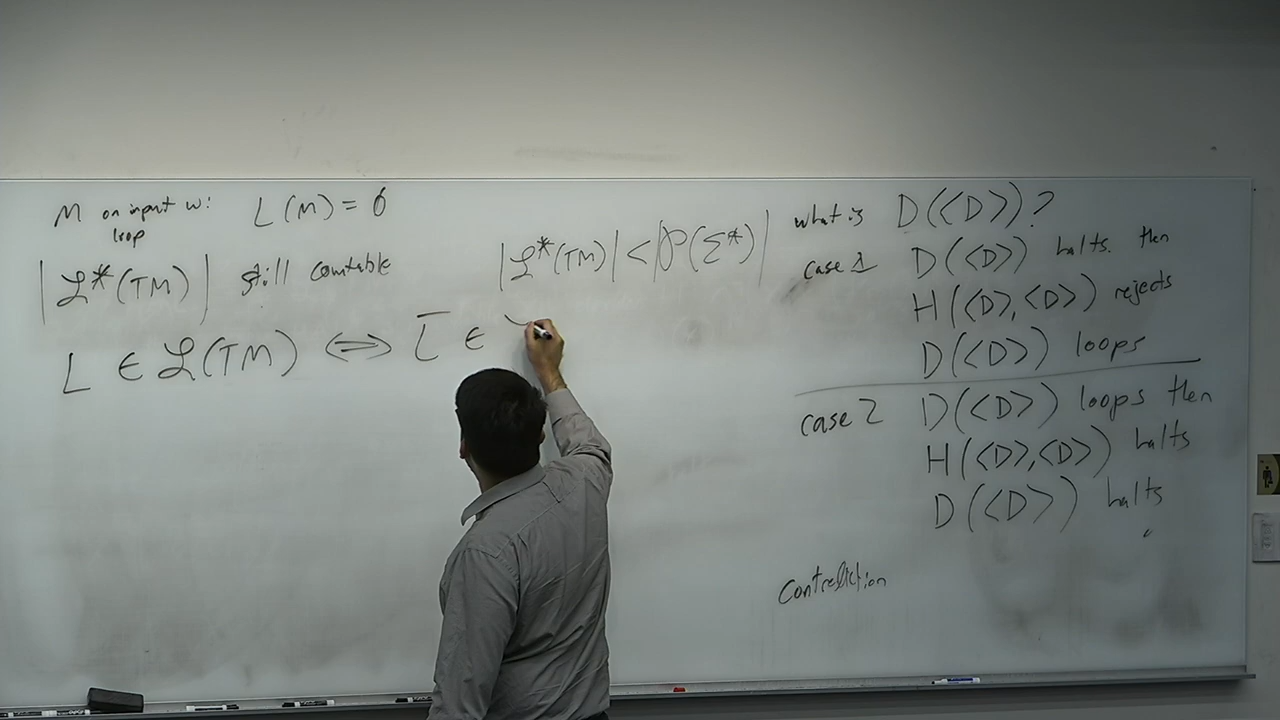 M on input w: L(M) = ∅
loop
|ℒ*(TM)| still countable
L ∈ ℒ(TM) ⟺ L̅ ∈
|ℒ*(TM)| < |𝒫(Σ*)|
what is D(<D>)?
case 1 D(<D>) halts. then
H(<D>,<D>) rejects
D(<D>) loops
case 2 D(<D>) loops then
H(<D>,<D>) halts
D(<D>) halts
Contradiction